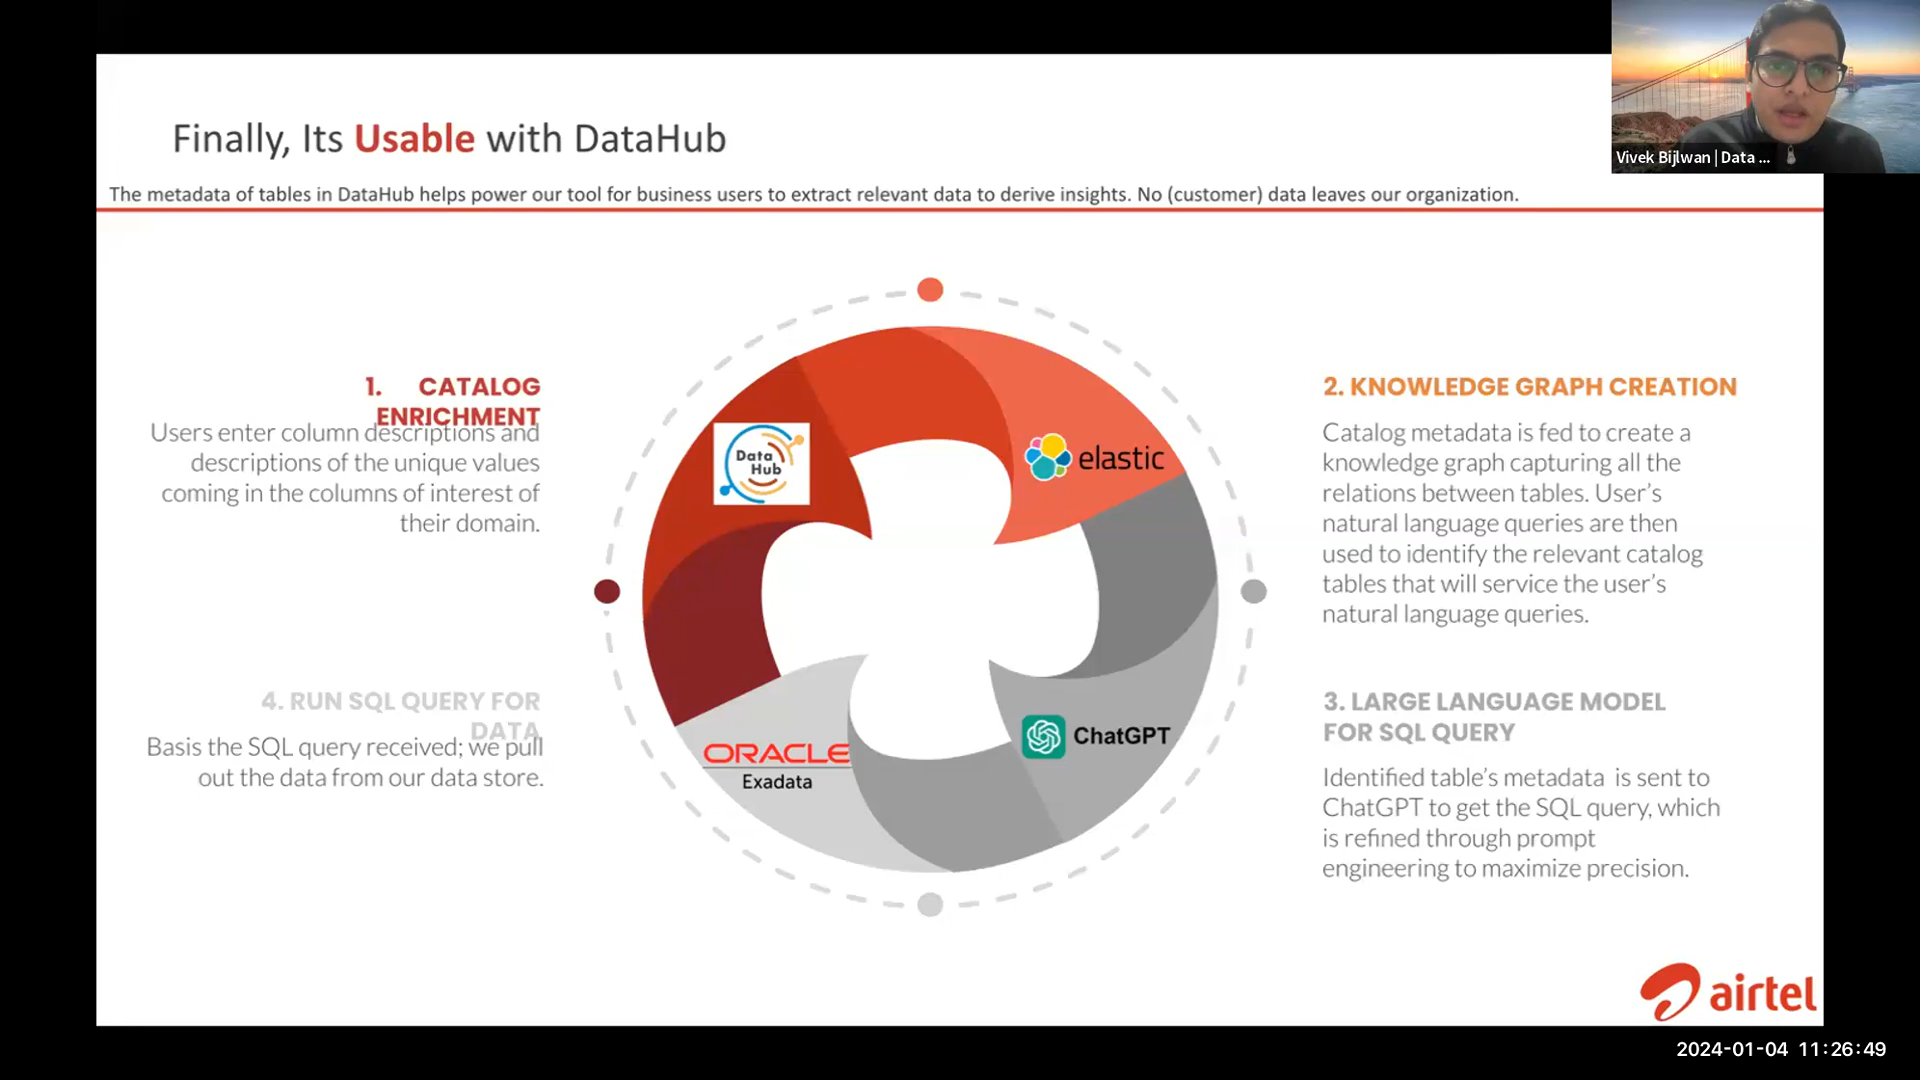 Finally, Its Usable with DataHub
The metadata of tables in DataHub helps power our tool for business users to extract relevant data to derive insights. No (customer) data leaves our organization.
Vivek Bijlwan | Data ...
1. CATALOG
ENRICHMENT
Users enter column descriptions and
descriptions of the unique values
coming in the columns of interest of
their domain.
Data
Hub
elastic
2. KNOWLEDGE GRAPH CREATION
Catalog metadata is fed to create a
knowledge graph capturing all the
relations between tables. User’s
natural language queries are then
used to identify the relevant catalog
tables that will service the user’s
natural language queries.
4. RUN SQL QUERY FOR
DATA
Basis the SQL query received; we pull
out the data from our data store.
ORACLE
Exadata
ChatGPT
3. LARGE LANGUAGE MODEL
FOR SQL QUERY
Identified table’s metadata is sent to
ChatGPT to get the SQL query, which
is refined through prompt
engineering to maximize precision.
airtel
2024-01-04 11:26:49